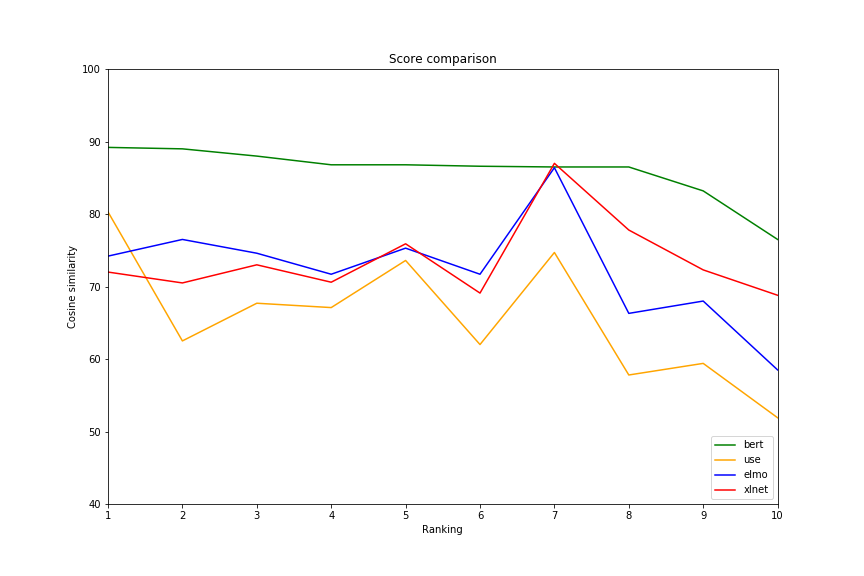 Score comparison
100
90
80
70
60
50
40
Cosine similarity
1 2 3 4 5 6 7 8 9 10
Ranking
bert
use
elmo
xlnet